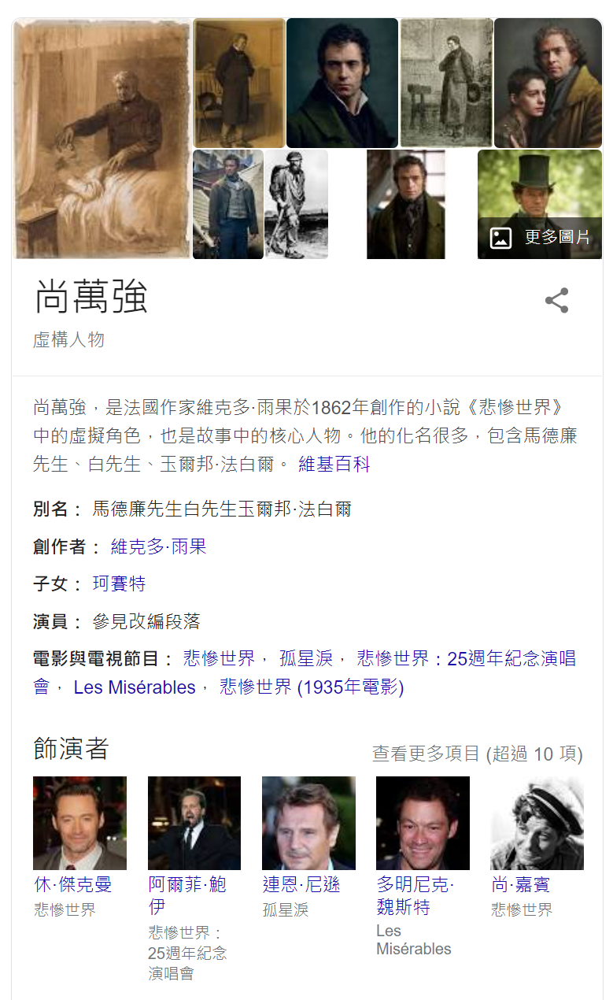 更多圖片
尚萬強
虛構人物
尚萬強，是法國作家維克多·雨果於1862年創作的小說《悲慘世界》
中的虛擬角色，也是故事中的核心人物。他的化名很多，包含馬德廉
先生、白先生、玉爾邦·法白爾。 維基百科
別名： 馬德廉先生白先生玉爾邦·法白爾
創作者： 維克多·雨果
子女： 珂賽特
演員： 參見改編段落
電影與電視節目： 悲慘世界， 孤星淚， 悲慘世界：25週年紀念演唱
會， Les Misérables， 悲慘世界 (1935年電影)
飾演者
查看更多項目 (超過 10 項)
休·傑克曼
悲慘世界
阿爾菲·鮑
伊
悲慘世界：
25週年紀念
演唱會
連恩·尼遜
孤星淚
多明尼克·
魏斯特
Les
Misérables
尚·嘉賓
悲慘世界